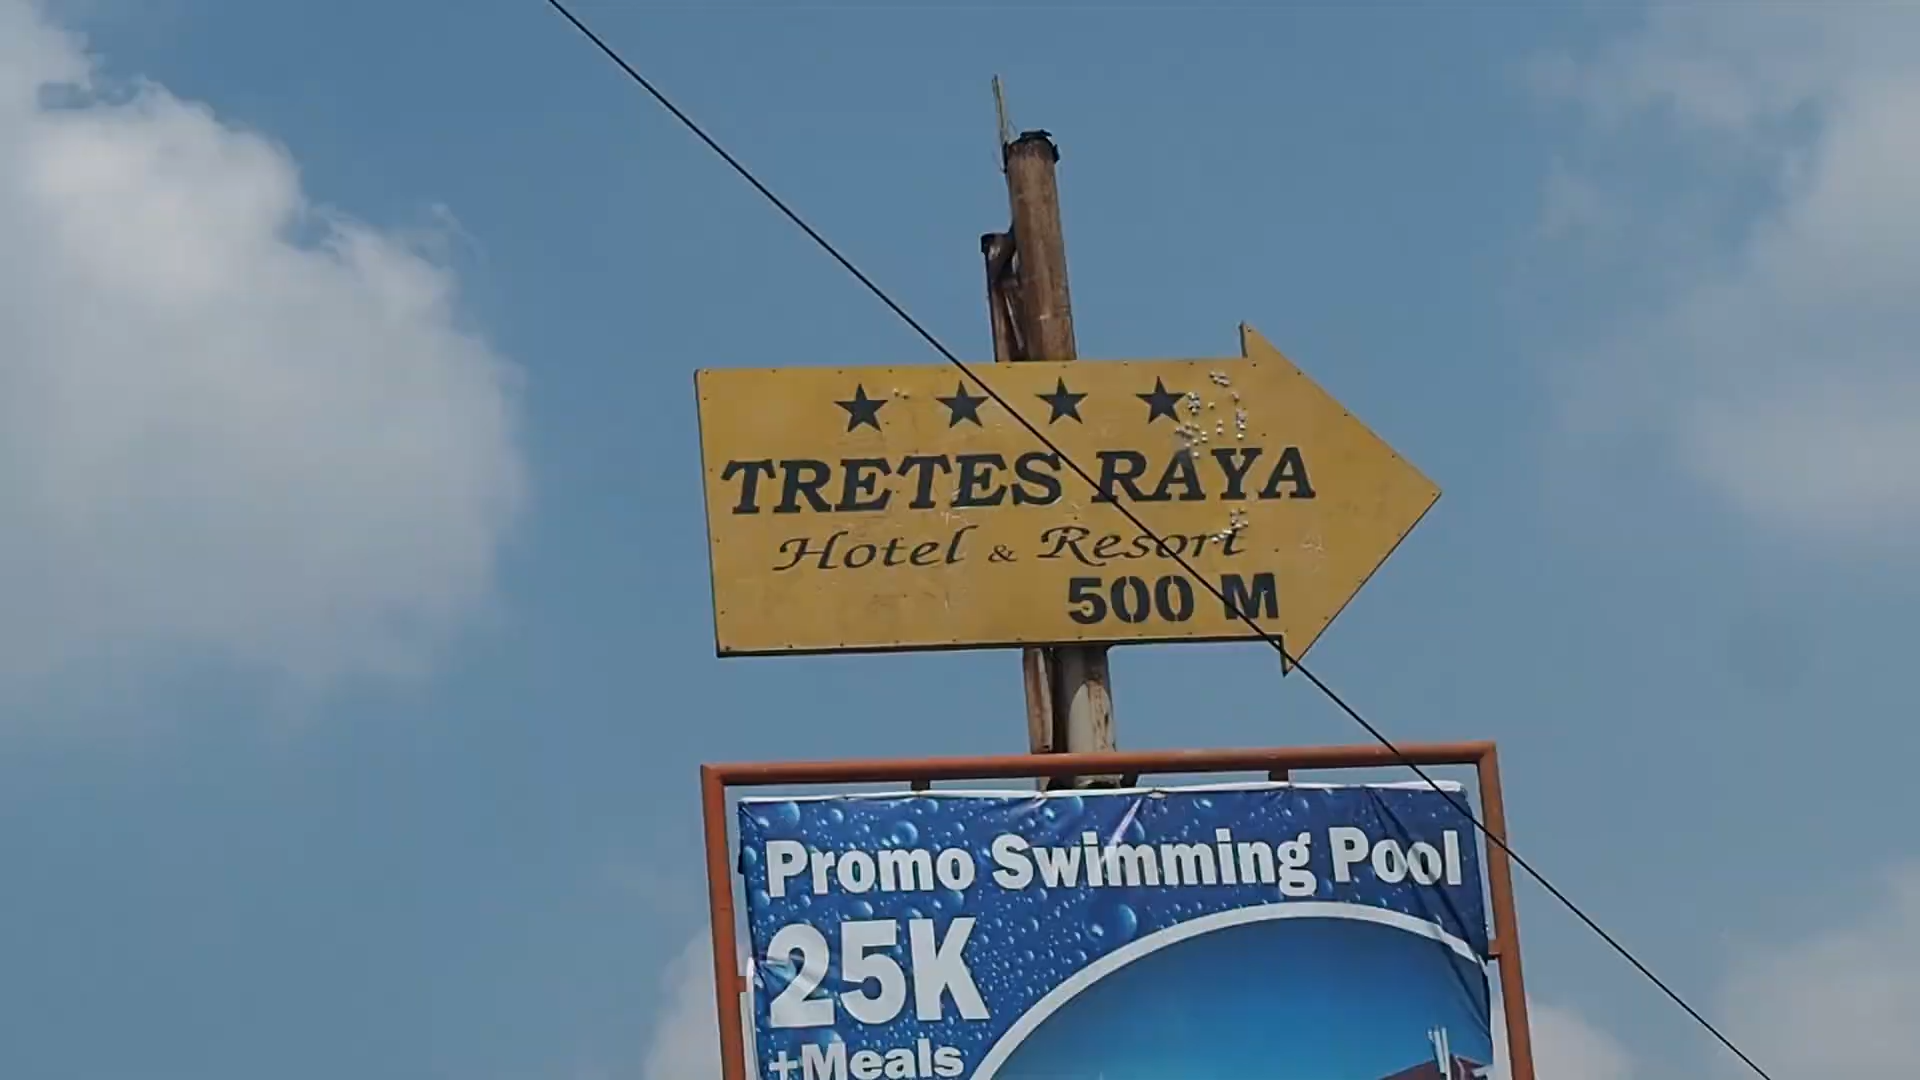 ★ ★ ★ ★
TRETES RAYA
Hotel & Resort
500 M
Promo Swimming Pool
25K
+Meals